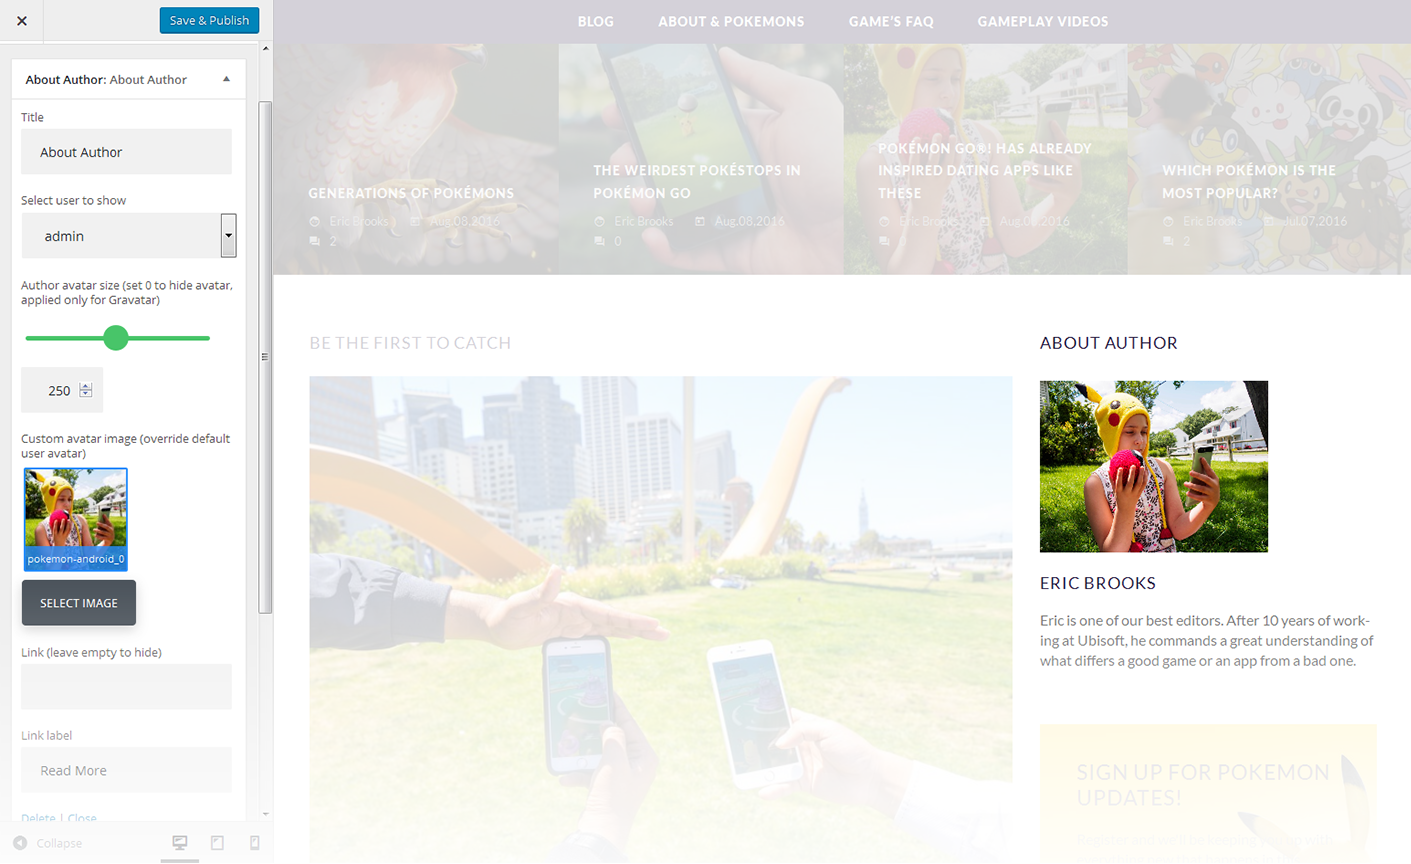 Save & Publish
About Author: About Author
Title
About Author
Select user to show
admin
Author avatar size (set 0 to hide avatar,
applied only for Gravatar)
250
Custom avatar image (override default
user avatar)
pokemon-android_0
SELECT IMAGE
Link (leave empty to hide)
Link label
Read More
Delete | Close
Collapse
BLOG ABOUT & POKEMONS GAME'S FAQ GAMEPLAY VIDEOS
GENERATIONS OF POKÉMONS
Eric Brooks Aug.08,2016
2
THE WEIRDEST POKÉSTOPS IN
POKÉMON GO
Eric Brooks Aug.08,2016
0
POKÉMON GO®! HAS ALREADY
INSPIRED DATING APPS LIKE
THESE
Eric Brooks Aug.08,2016
WHICH POKÉMON IS THE
MOST POPULAR?
Eric Brooks Jul.07,2016
2
BE THE FIRST TO CATCH
ABOUT AUTHOR
ERIC BROOKS
Eric is one of our best editors. After 10 years of work-
ing at Ubisoft, he commands a great understanding of
what differs a good game or an app from a bad one.
SIGN UP FOR POKEMON
UPDATES!